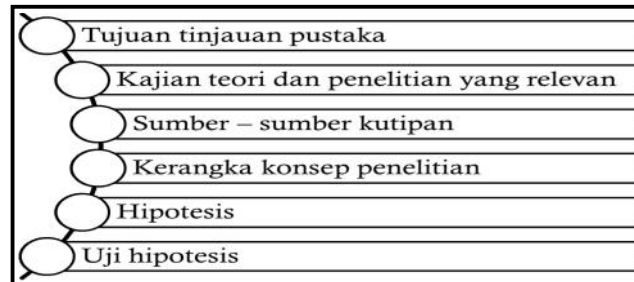 Tujuan tinjauan pustaka
Kajian teori dan penelitian yang relevan
Sumber – sumber kutipan
Kerangka konsep penelitian
Hipotesis
Uji hipotesis